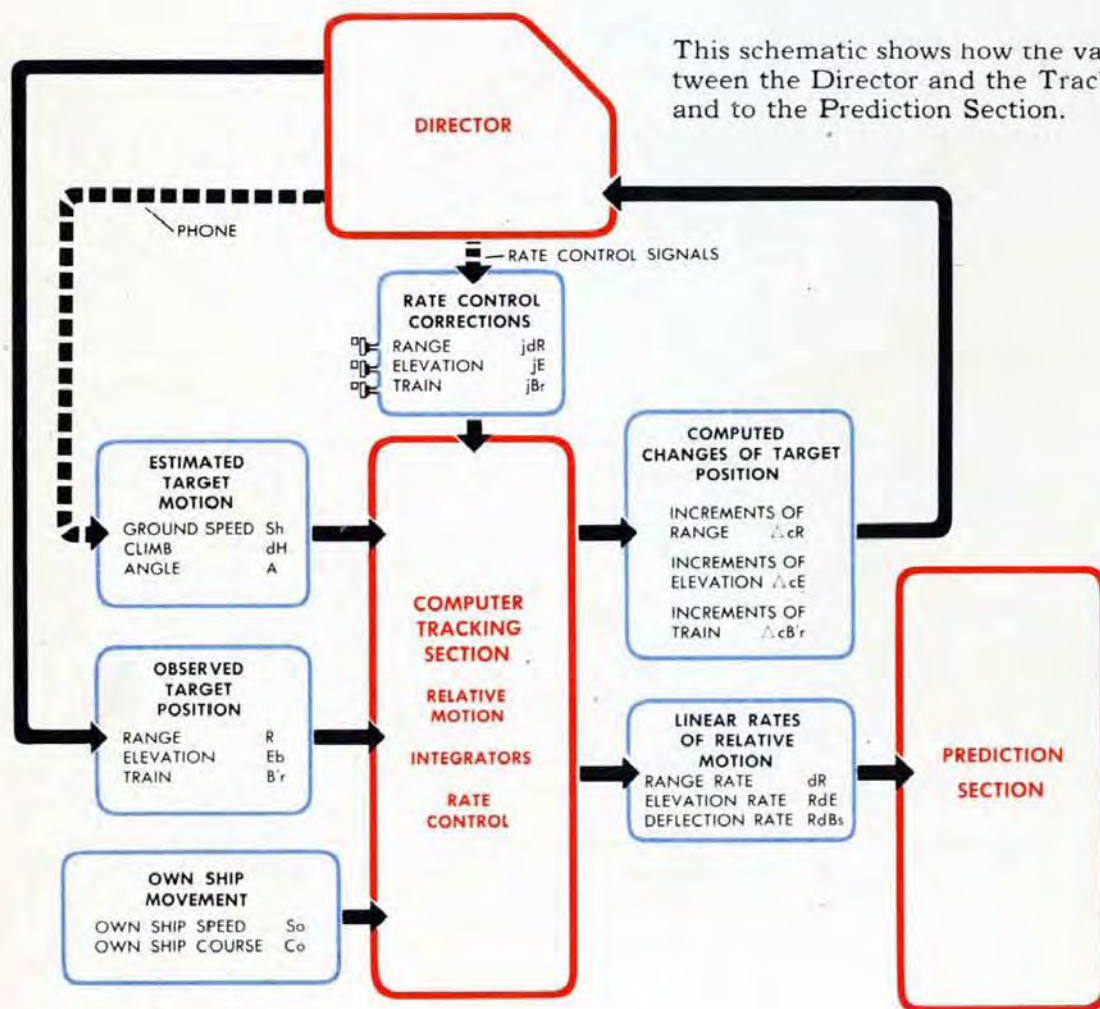 This schematic shows how the va
tween the Director and the Trac
and to the Prediction Section.
DIRECTOR
PHONE
RATE CONTROL SIGNALS
RATE CONTROL
CORRECTIONS
RANGE jdR
ELEVATION jE
TRAIN jBr
ESTIMATED
TARGET
MOTION
GROUND SPEED Sh
CLIMB dH
ANGLE A
OBSERVED
TARGET
POSITION
RANGE R
ELEVATION Eb
TRAIN B'r
OWN SHIP
MOVEMENT
OWN SHIP SPEED So
OWN SHIP COURSE Co
COMPUTER
TRACKING
SECTION
RELATIVE
MOTION
INTEGRATORS
RATE
CONTROL
COMPUTED
CHANGES OF TARGET
POSITION
INCREMENTS OF
RANGE △cR
INCREMENTS OF
ELEVATION △cE
INCREMENTS OF
TRAIN △cB'r
LINEAR RATES
OF RELATIVE
MOTION
RANGE RATE dR
ELEVATION RATE RdE
DEFLECTION RATE RdBs
PREDICTION
SECTION